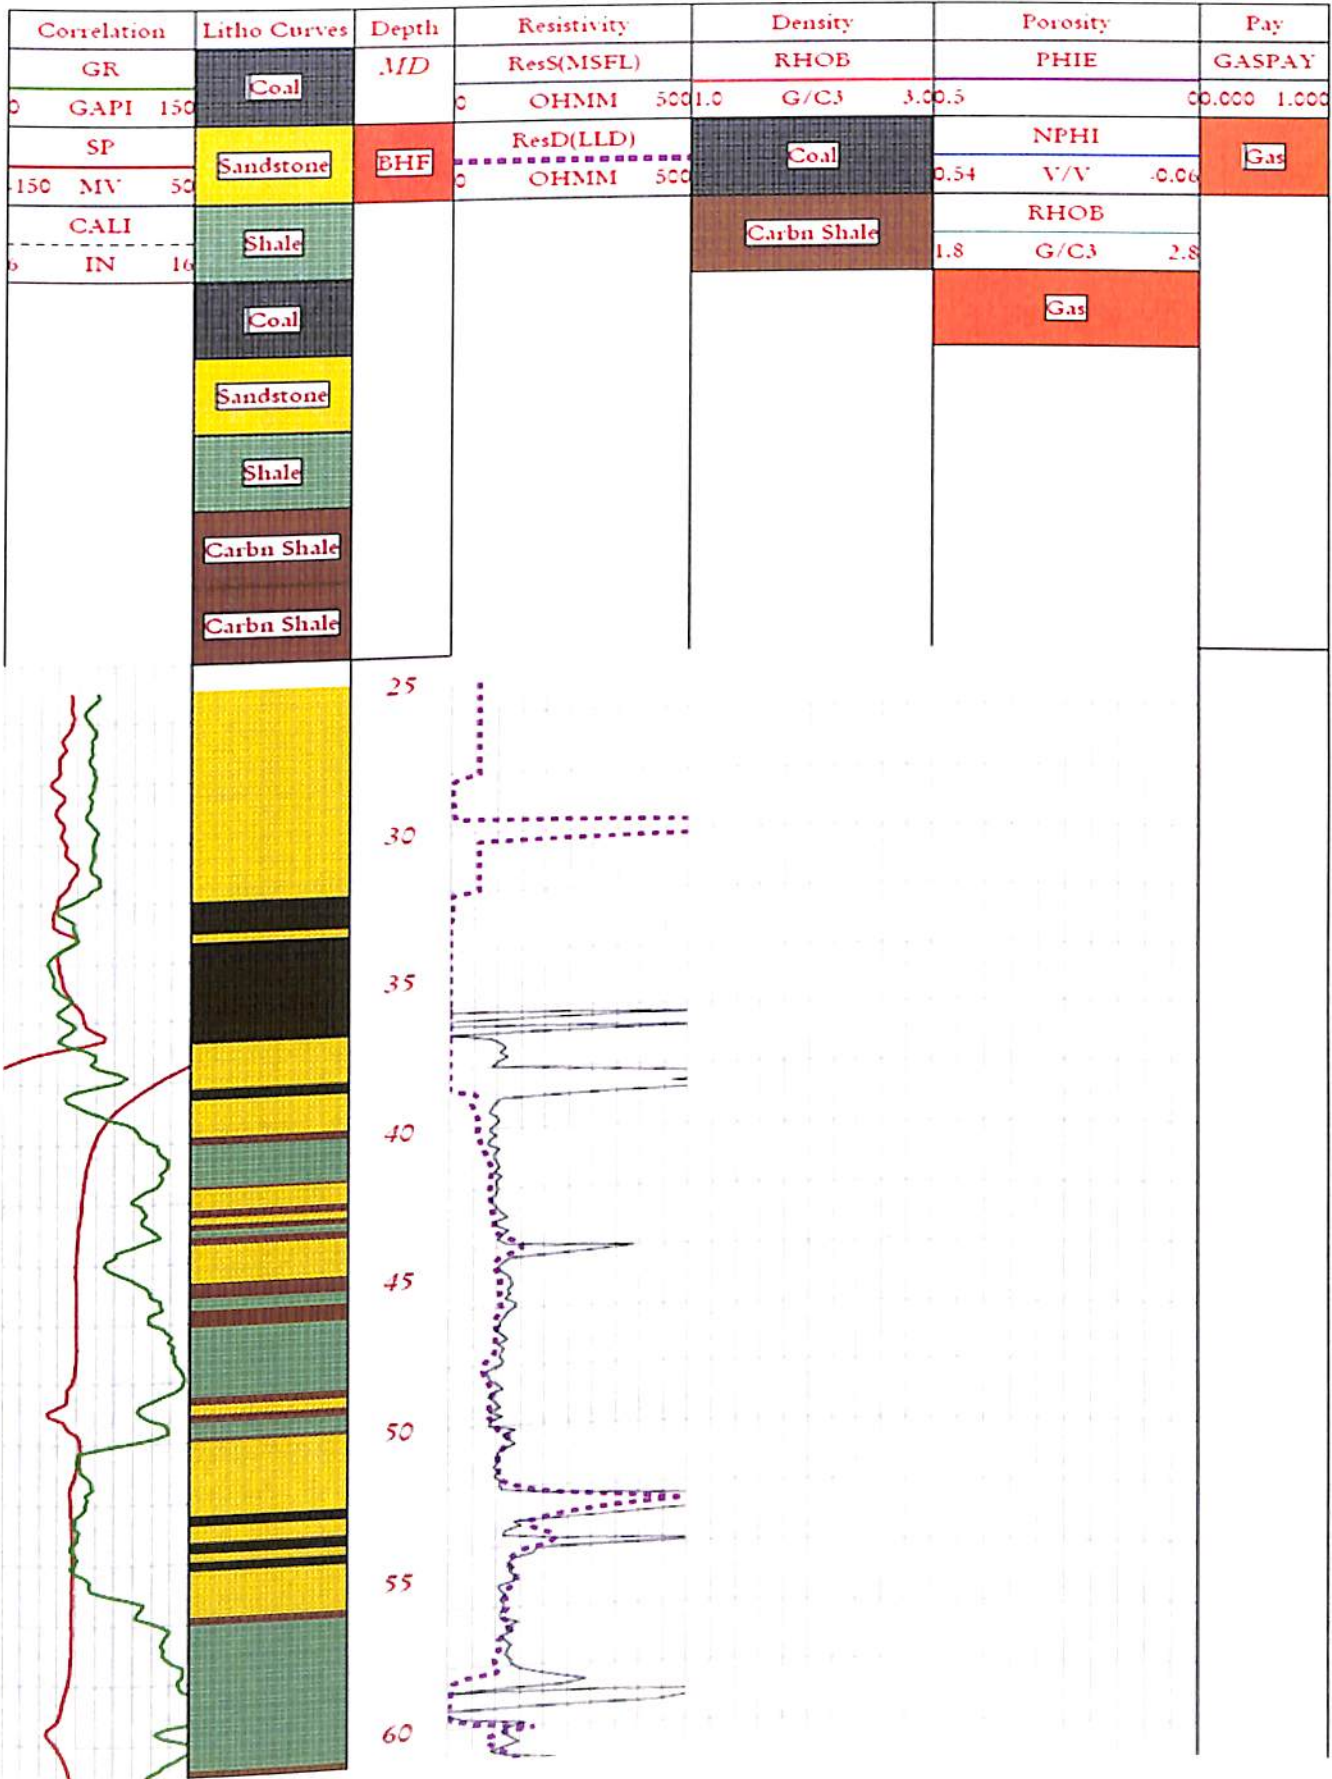 Correlation Litho Curves Depth Resistivity Density Porosity Pay
GR Coal MD ResS(MSFL) RHOB PHIE GASPAY
0 GAPI 150 0 OHMM 500 1.0 G/C3 3.0 0.5 0 0.000 1.000
SP Sandstone BHF ResD(LLD) Coal NPHI Gas
-150 MV 50 0 OHMM 500 0.54 V/V -0.06
CALI Shale Carbn Shale RHOB
6 IN 16 1.8 G/C3 2.8
Coal Gas
Sandstone
Shale
Carbn Shale
Carbn Shale
25
30
35
40
45
50
55
60